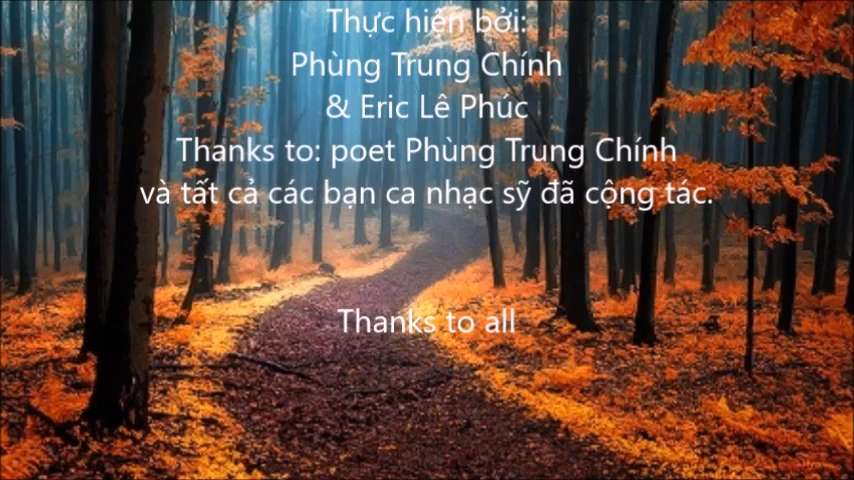 Thực hiện bởi:
Phùng Trung Chính
& Eric Lê Phúc
Thanks to: poet Phùng Trung Chính
và tất cả các bạn ca nhạc sỹ đã cộng tác.
Thanks to all